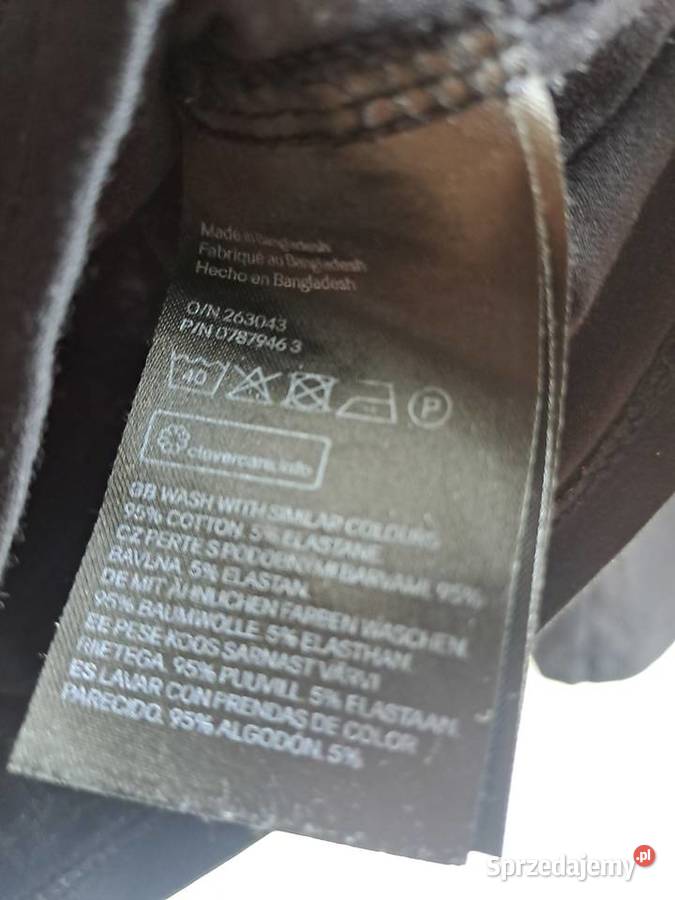 Made in Bangladesh
Fabriqué au Bangladesh
Hecho en Bangladesh
O/N 263043
P/N 0787946 3
40
P
clevercare.info
GB WASH WITH SIMILAR COLOURS.
95% COTTON. 5% ELASTANE
CZ PERTE S PODOBNÝMI BARVAMI. 95%
BAVLNA. 5% ELASTAN.
DE MIT ÄHNLICHEN FARBEN WASCHEN.
95% BAUMWOLLE. 5% ELASTHAN.
EE PESE KOOS SARNAST VÄRVI
RIIETEGA. 95% PUUVILL. 5% ELASTAAN.
ES LAVAR CON PRENDAS DE COLOR
PARECIDO. 95% ALGODÓN. 5%
Sprzedajemy.pl